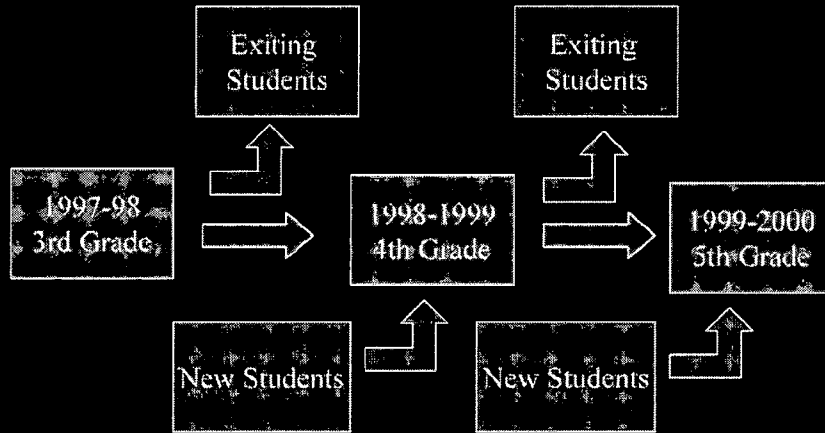 Exiting
Students
Exiting
Students
1997-98
3rd Grade
1998-1999
4th Grade
1999-2000
5th Grade
New Students
New Students